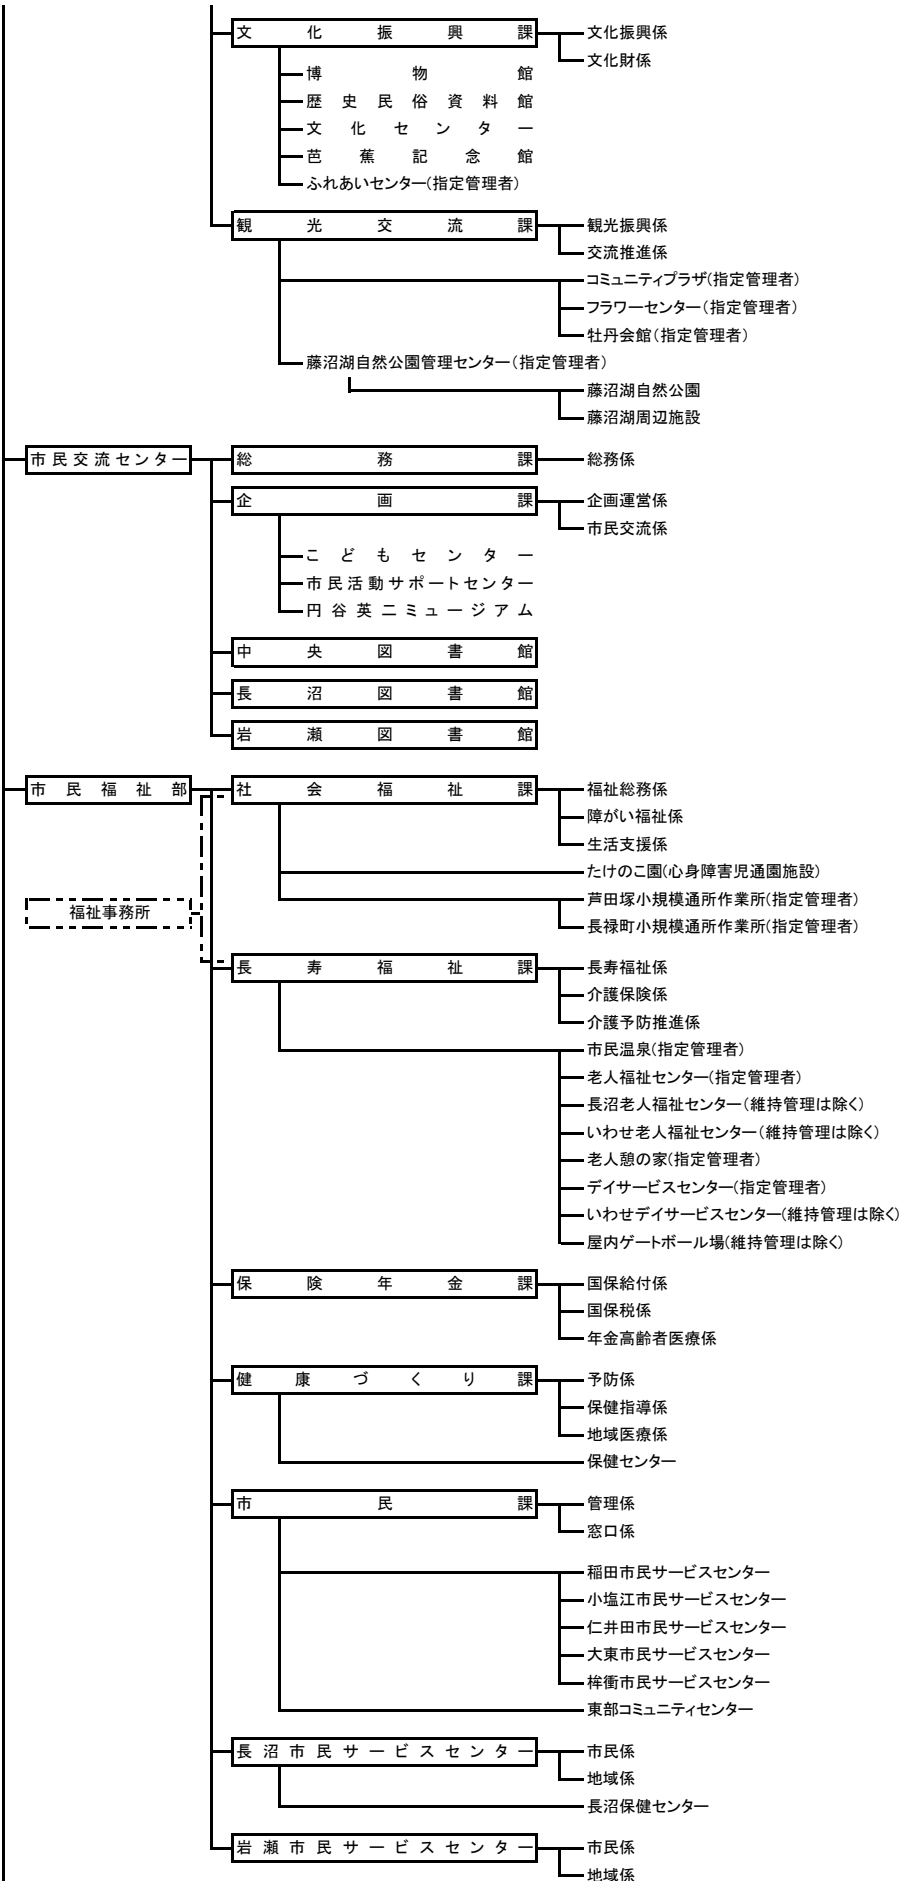 文化振興課 文化振興係
文化財係
博物館
歴史民俗資料館
文化センター
芭蕉記念館
ふれあいセンター(指定管理者)
観光交流課 観光振興係
交流推進係
コミュニティプラザ(指定管理者)
フラワーセンター(指定管理者)
牡丹会館(指定管理者)
藤沼湖自然公園管理センター(指定管理者)
藤沼湖自然公園
藤沼湖周辺施設
市民交流センター 総務課 総務係
企画課 企画運営係
市民交流係
こどもセンター
市民活動サポートセンター
円谷英二ミュージアム
中央図書館
長沼図書館
岩瀬図書館
市民福祉部 社会福祉課 福祉総務係
障がい福祉係
生活支援係
たけのこ園(心身障害児通園施設)
芦田塚小規模通所作業所(指定管理者)
福祉事務所
長禄町小規模通所作業所(指定管理者)
長寿福祉課 長寿福祉係
介護保険係
介護予防推進係
市民温泉(指定管理者)
老人福祉センター(指定管理者)
長沼老人福祉センター(維持管理は除く)
いわせ老人福祉センター(維持管理は除く)
老人憩の家(指定管理者)
デイサービスセンター(指定管理者)
いわせデイサービスセンター(維持管理は除く)
屋内ゲートボール場(維持管理は除く)
保険年金課 国保給付係
国保税係
年金高齢者医療係
健康づくり課 予防係
保健指導係
地域医療係
保健センター
市民課 管理係
窓口係
稲田市民サービスセンター
小塩江市民サービスセンター
仁井田市民サービスセンター
大東市民サービスセンター
桙衝市民サービスセンター
東部コミュニティセンター
長沼市民サービスセンター 市民係
地域係
長沼保健センター
岩瀬市民サービスセンター 市民係
地域係